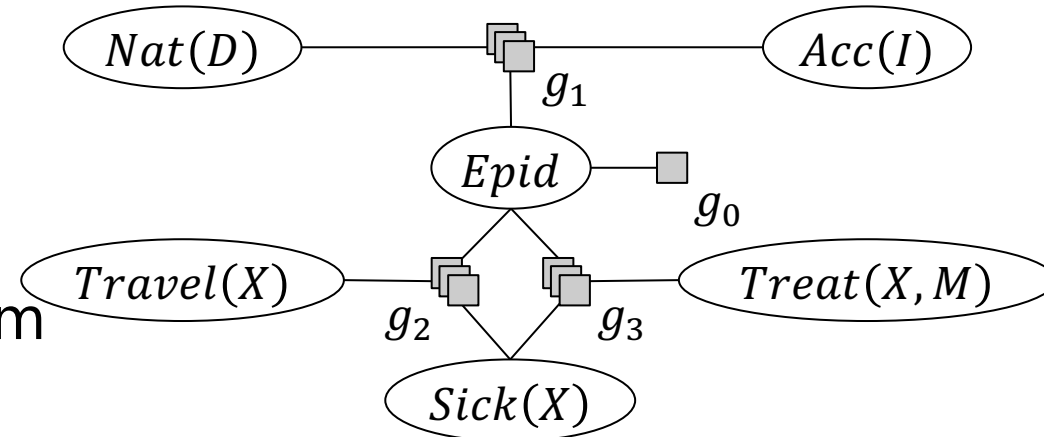 Nat(D)
Acc(I)
g₁
Epid
g₀
Travel(X)
Treat(X, M)
m
g₂
g₃
Sick(X)